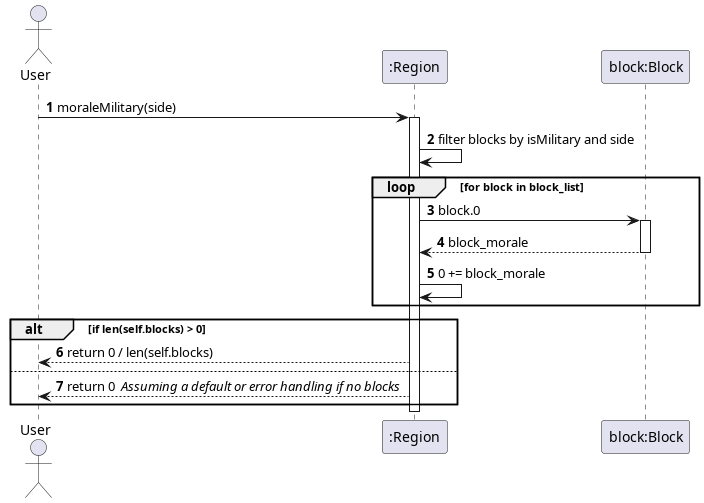 User
:Region
block:Block
1 moraleMilitary(side)
2 filter blocks by isMilitary and side
loop [for block in block_list]
3 block.0
4 block_morale
5 0 += block_morale
alt [if len(self.blocks) > 0]
6 return 0 / len(self.blocks)
7 return 0 Assuming a default or error handling if no blocks
User
:Region
block:Block